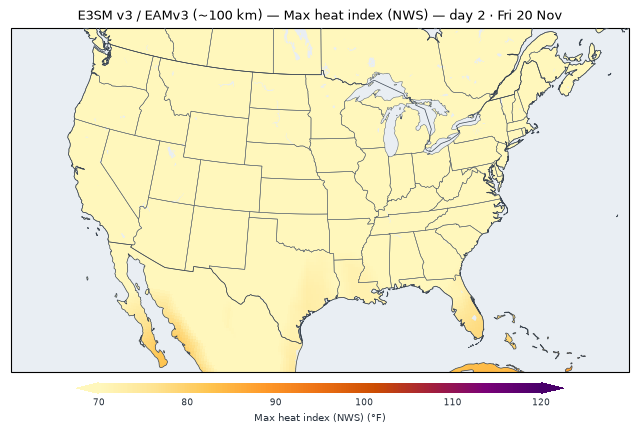 E3SM v3 / EAMv3 (~100 km) — Max heat index (NWS) — day 2 · Fri 20 Nov
70 80 90 100 110 120
Max heat index (NWS) (°F)